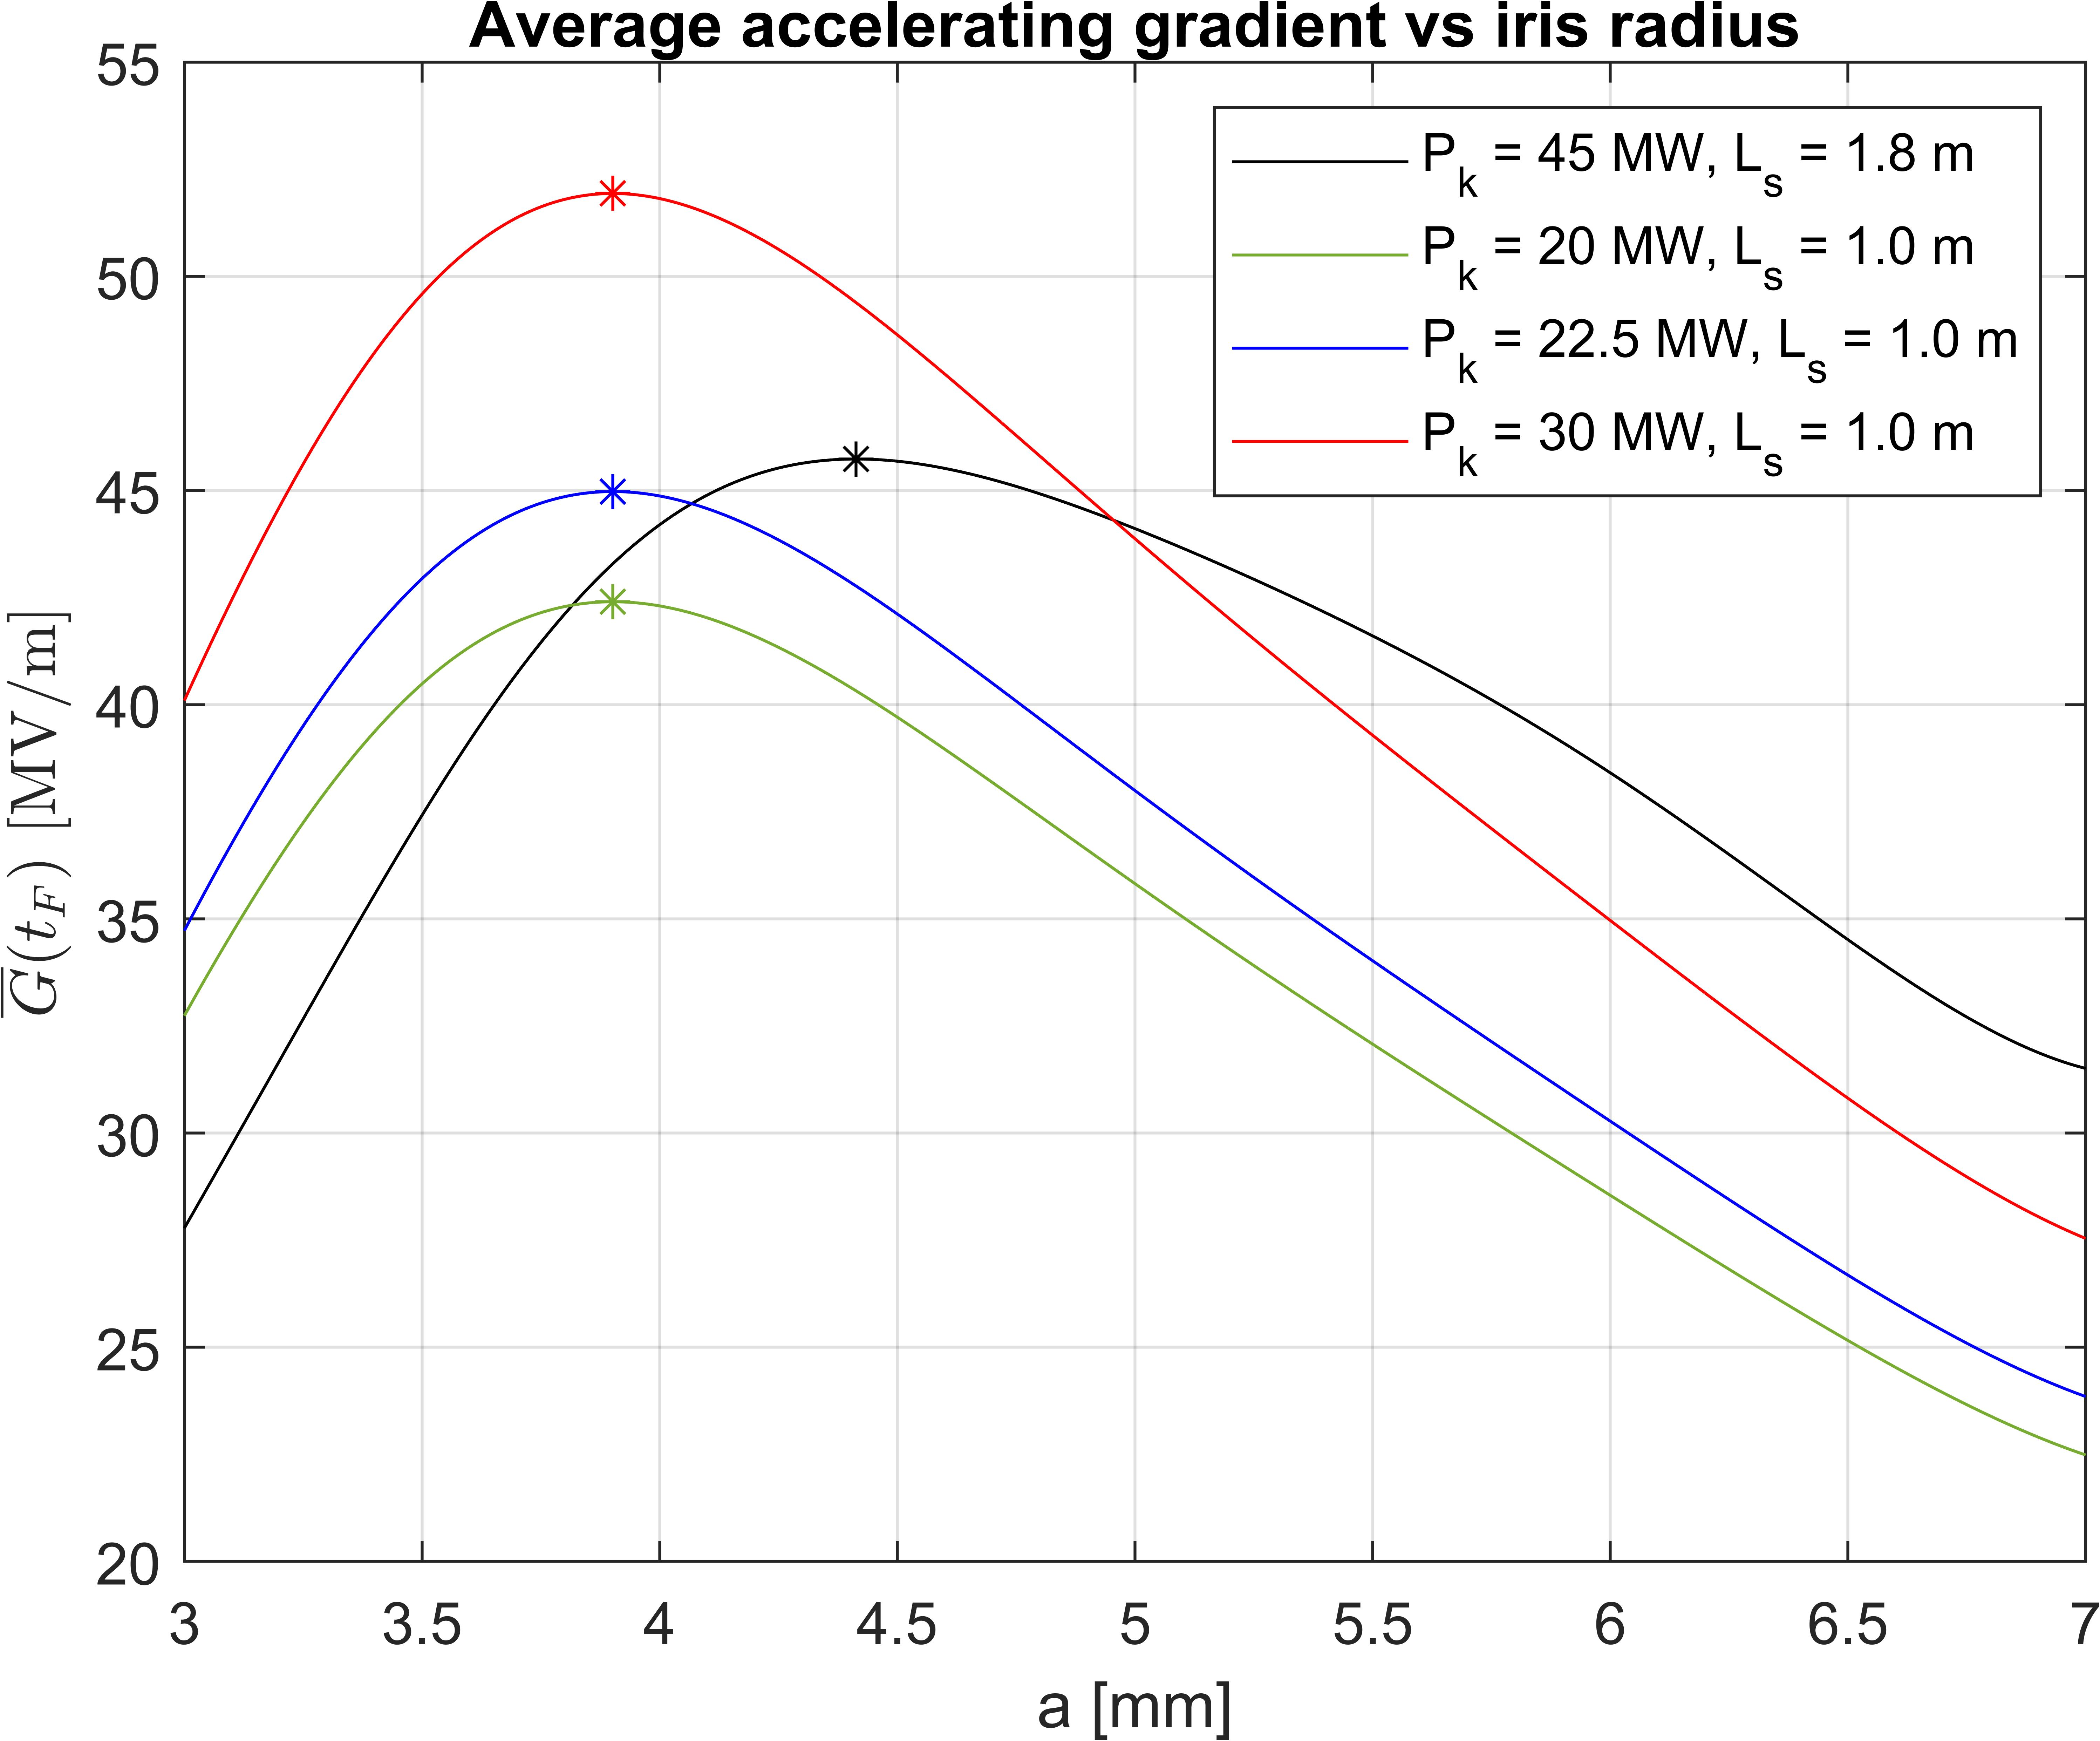 Average accelerating gradient vs iris radius
55
50
45
40
35
30
25
20
G̅(t_F) [MV/m]
P_k = 45 MW, L_s = 1.8 m
P_k = 20 MW, L_s = 1.0 m
P_k = 22.5 MW, L_s = 1.0 m
P_k = 30 MW, L_s = 1.0 m
3 3.5 4 4.5 5 5.5 6 6.5 7
a [mm]